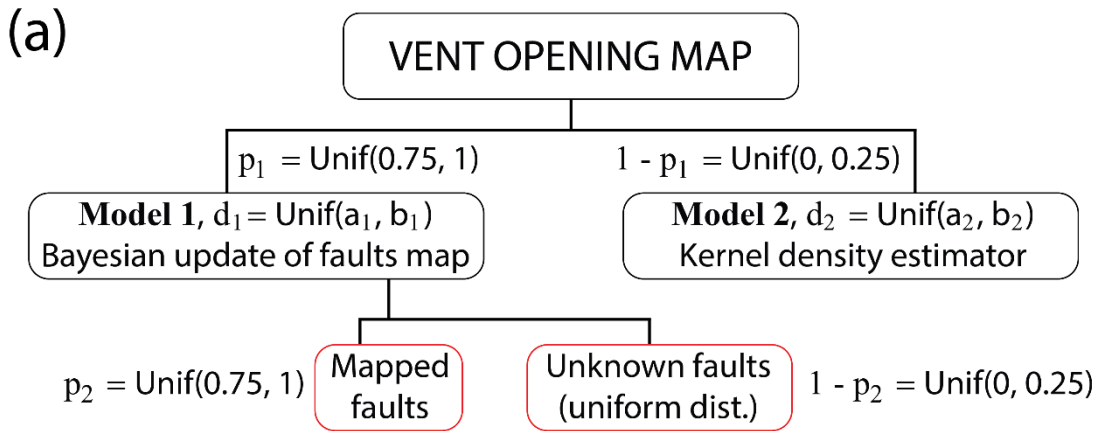 (a)
VENT OPENING MAP
p₁ = Unif(0.75, 1)
1 - p₁ = Unif(0, 0.25)
Model 1, d₁= Unif(a₁, b₁)
Bayesian update of faults map
Model 2, d₂ = Unif(a₂, b₂)
Kernel density estimator
p₂ = Unif(0.75, 1)
Mapped
faults
Unknown faults
(uniform dist.)
1 - p₂ = Unif(0, 0.25)